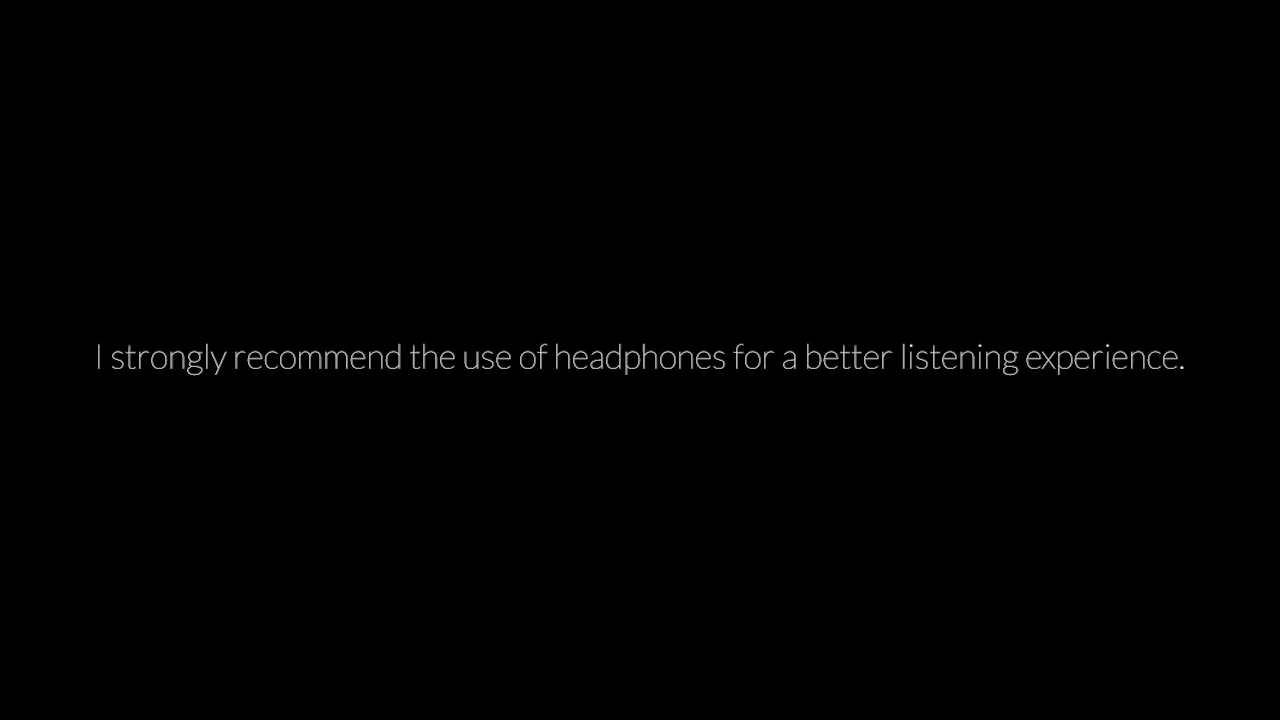 I strongly recommend the use of headphones for a better listening experience.